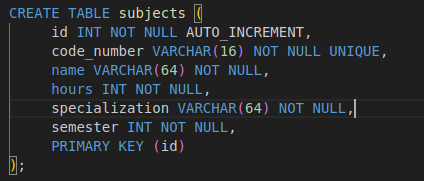 CREATE TABLE subjects (
id INT NOT NULL AUTO_INCREMENT,
code_number VARCHAR(16) NOT NULL UNIQUE,
name VARCHAR(64) NOT NULL,
hours INT NOT NULL,
specialization VARCHAR(64) NOT NULL,
semester INT NOT NULL,
PRIMARY KEY (id)
);